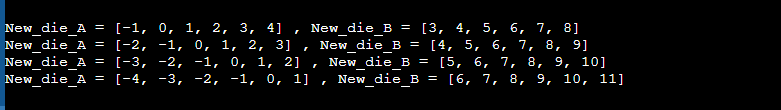 New_die_A = [-1, 0, 1, 2, 3, 4] , New_die_B = [3, 4, 5, 6, 7, 8]
New_die_A = [-2, -1, 0, 1, 2, 3] , New_die_B = [4, 5, 6, 7, 8, 9]
New_die_A = [-3, -2, -1, 0, 1, 2] , New_die_B = [5, 6, 7, 8, 9, 10]
New_die_A = [-4, -3, -2, -1, 0, 1] , New_die_B = [6, 7, 8, 9, 10, 11]